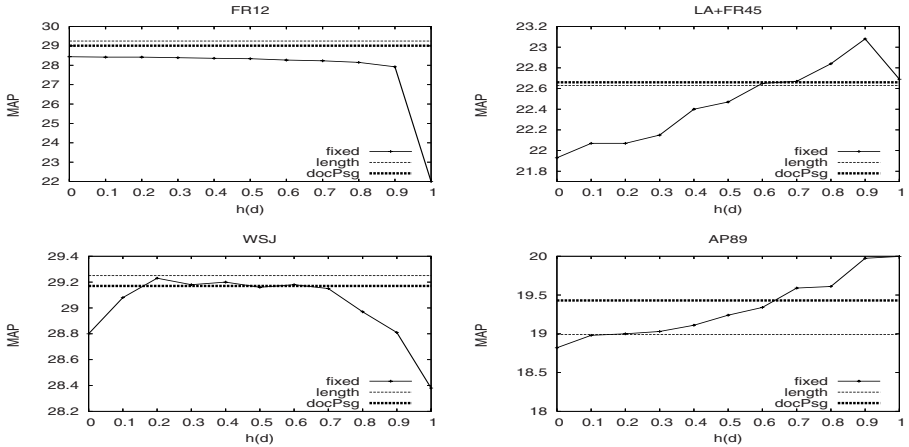 FR12
30
29
28
27
26
25
24
23
22
MAP
0 0.1 0.2 0.3 0.4 0.5 0.6 0.7 0.8 0.9 1
h(d)
fixed
length
docPsg
LA+FR45
23.2
23
22.8
22.6
22.4
22.2
22
21.8
MAP
0 0.1 0.2 0.3 0.4 0.5 0.6 0.7 0.8 0.9 1
h(d)
fixed
length
docPsg
WSJ
29.4
29.2
29
28.8
28.6
28.4
28.2
MAP
0 0.1 0.2 0.3 0.4 0.5 0.6 0.7 0.8 0.9 1
h(d)
fixed
length
docPsg
AP89
20
19.5
19
18.5
18
MAP
0 0.1 0.2 0.3 0.4 0.5 0.6 0.7 0.8 0.9 1
h(d)
fixed
length
docPsg